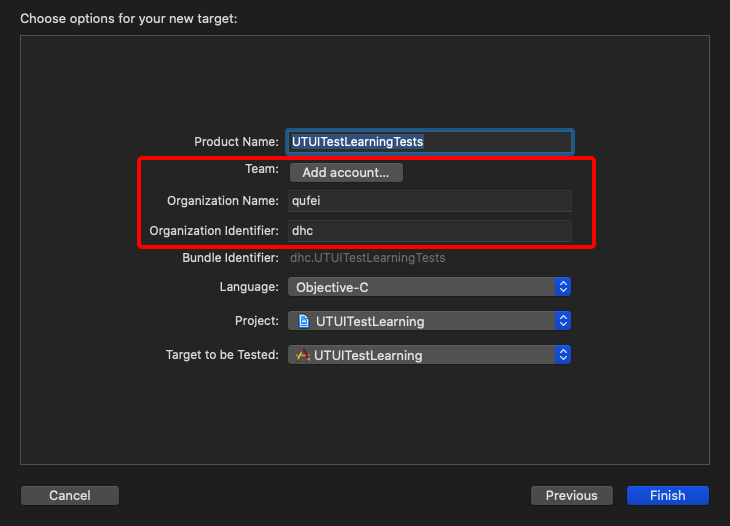 Choose options for your new target:
Product Name: UTUITestLearningTests
Team: Add account...
Organization Name: qufei
Organization Identifier: dhc
Bundle Identifier: dhc.UTUITestLearningTests
Language: Objective-C
Project: UTUITestLearning
Target to be Tested: UTUITestLearning
Cancel Previous Finish